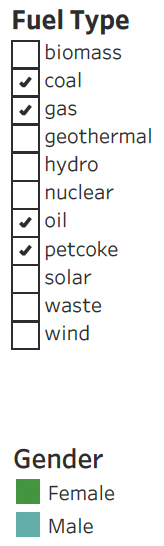 Fuel Type
biomass
coal
gas
geothermal
hydro
nuclear
oil
petcoke
solar
waste
wind
Gender
Female
Male